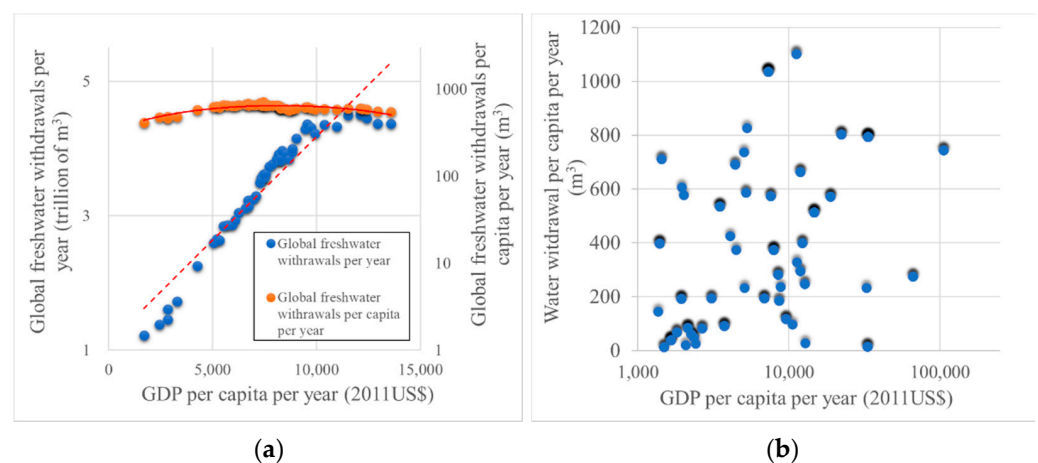 Global freshwater withdrawals per
year (trillion of m³)
5
3
1
0
5,000
10,000
15,000
GDP per capita per year (2011US$)
1000
100
10
1
Global freshwater withdrawals per
capita per year (m³)
Global freshwater
withrawals per year
Global freshwater
withdrawals per capita
per year
(a)
Water witdrawal per capita per year
(m³)
1200
1000
800
600
400
200
0
1,000
10,000
100,000
GDP per capita per year (2011US$)
(b)